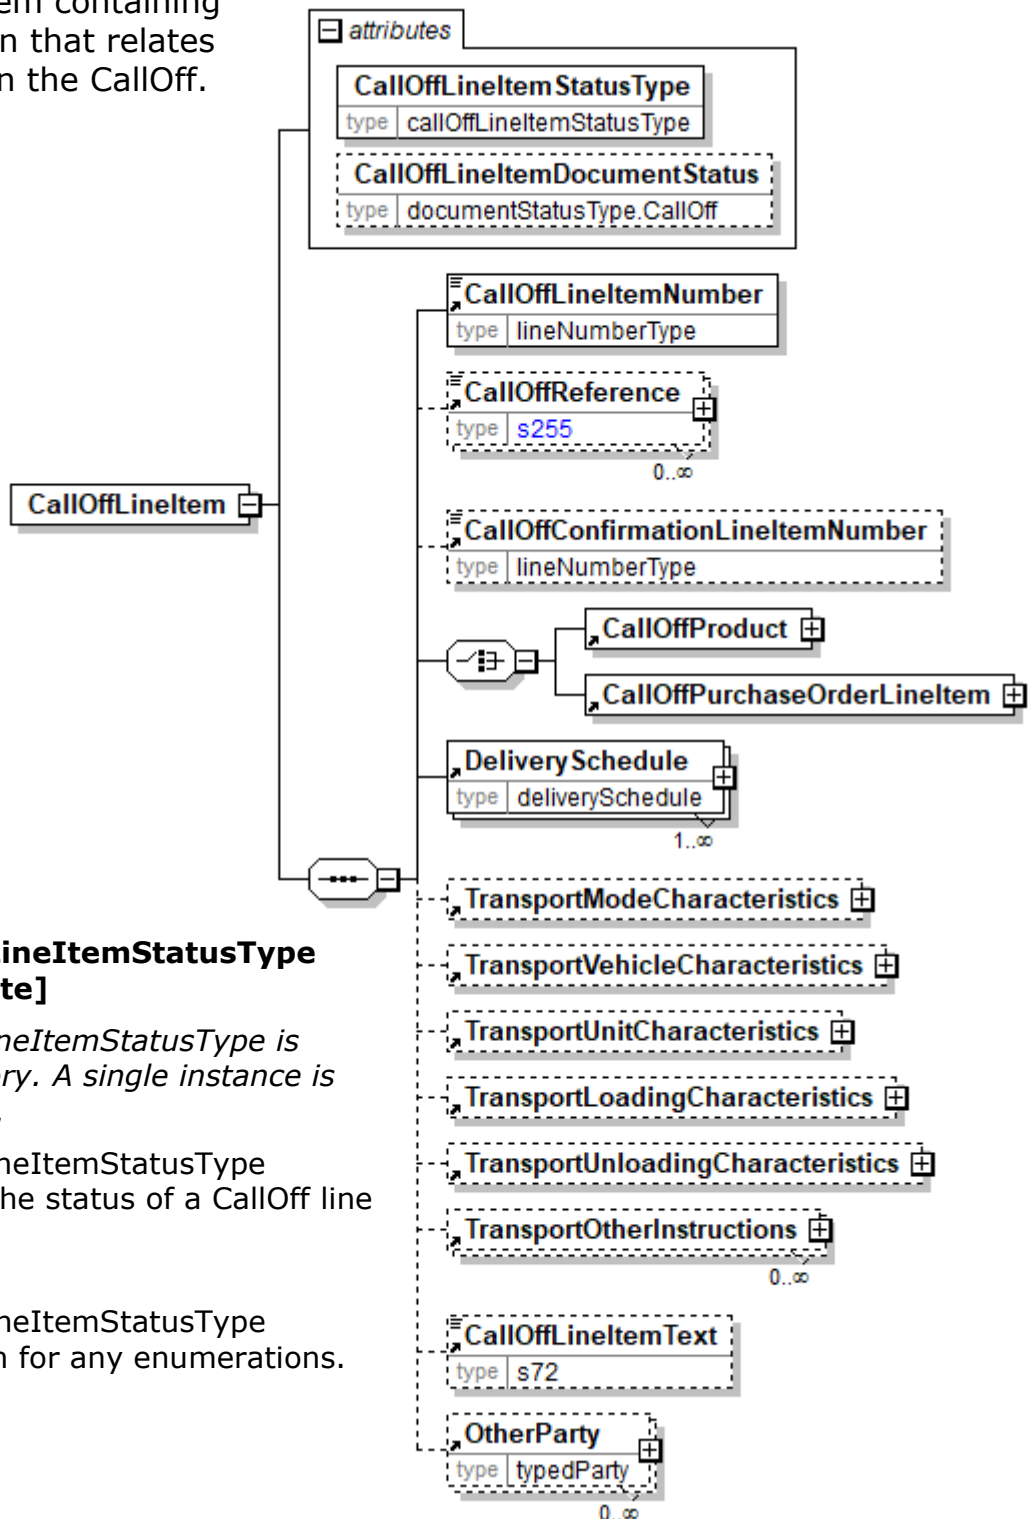 em containing
n that relates
n the CallOff.
attributes
CallOffLineItemStatusType
type callOffLineItemStatusType
CallOffLineItemDocumentStatus
type documentStatusType.CallOff
CallOffLineItemNumber
type lineNumberType
CallOffReference
type s255
0..∞
CallOffLineItem
CallOffConfirmationLineItemNumber
type lineNumberType
CallOffProduct
CallOffPurchaseOrderLineItem
DeliverySchedule
type deliverySchedule
1..∞
TransportModeCharacteristics
TransportVehicleCharacteristics
TransportUnitCharacteristics
TransportLoadingCharacteristics
TransportUnloadingCharacteristics
TransportOtherInstructions
0..∞
CallOffLineItemText
type s72
OtherParty
type typedParty
0..∞
LineItemStatusType
te]
neItemStatusType is
ry. A single instance is
neItemStatusType
he status of a CallOff line
neItemStatusType
n for any enumerations.